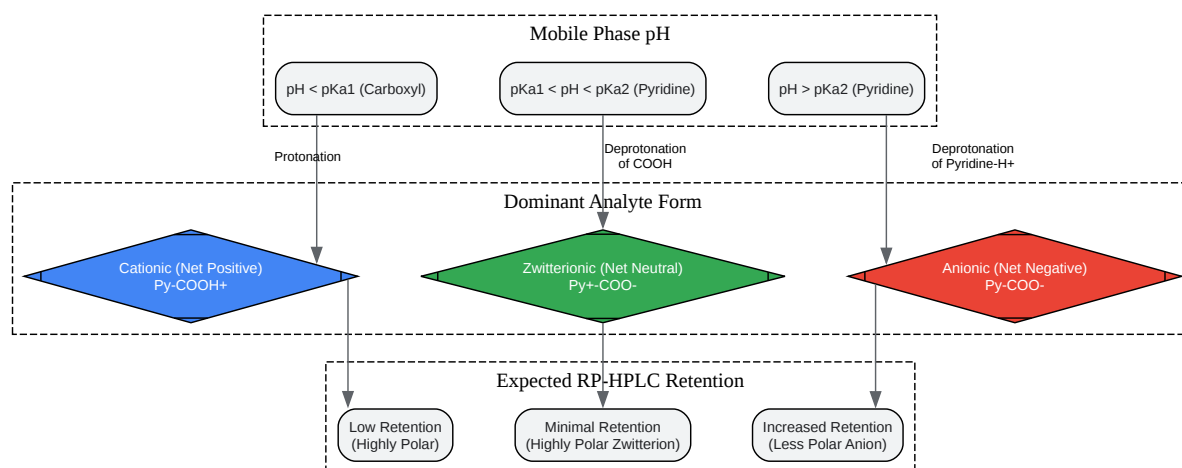 Mobile Phase pH
pH < pKa1 (Carboxyl)
pKa1 < pH < pKa2 (Pyridine)
pH > pKa2 (Pyridine)
Protonation
Deprotonation
of COOH
Deprotonation
of Pyridine-H+
Dominant Analyte Form
Cationic (Net Positive)
Py-COOH+
Zwitterionic (Net Neutral)
Py+-COO-
Anionic (Net Negative)
Py-COO-
Expected RP-HPLC Retention
Low Retention
(Highly Polar)
Minimal Retention
(Highly Polar Zwitterion)
Increased Retention
(Less Polar Anion)